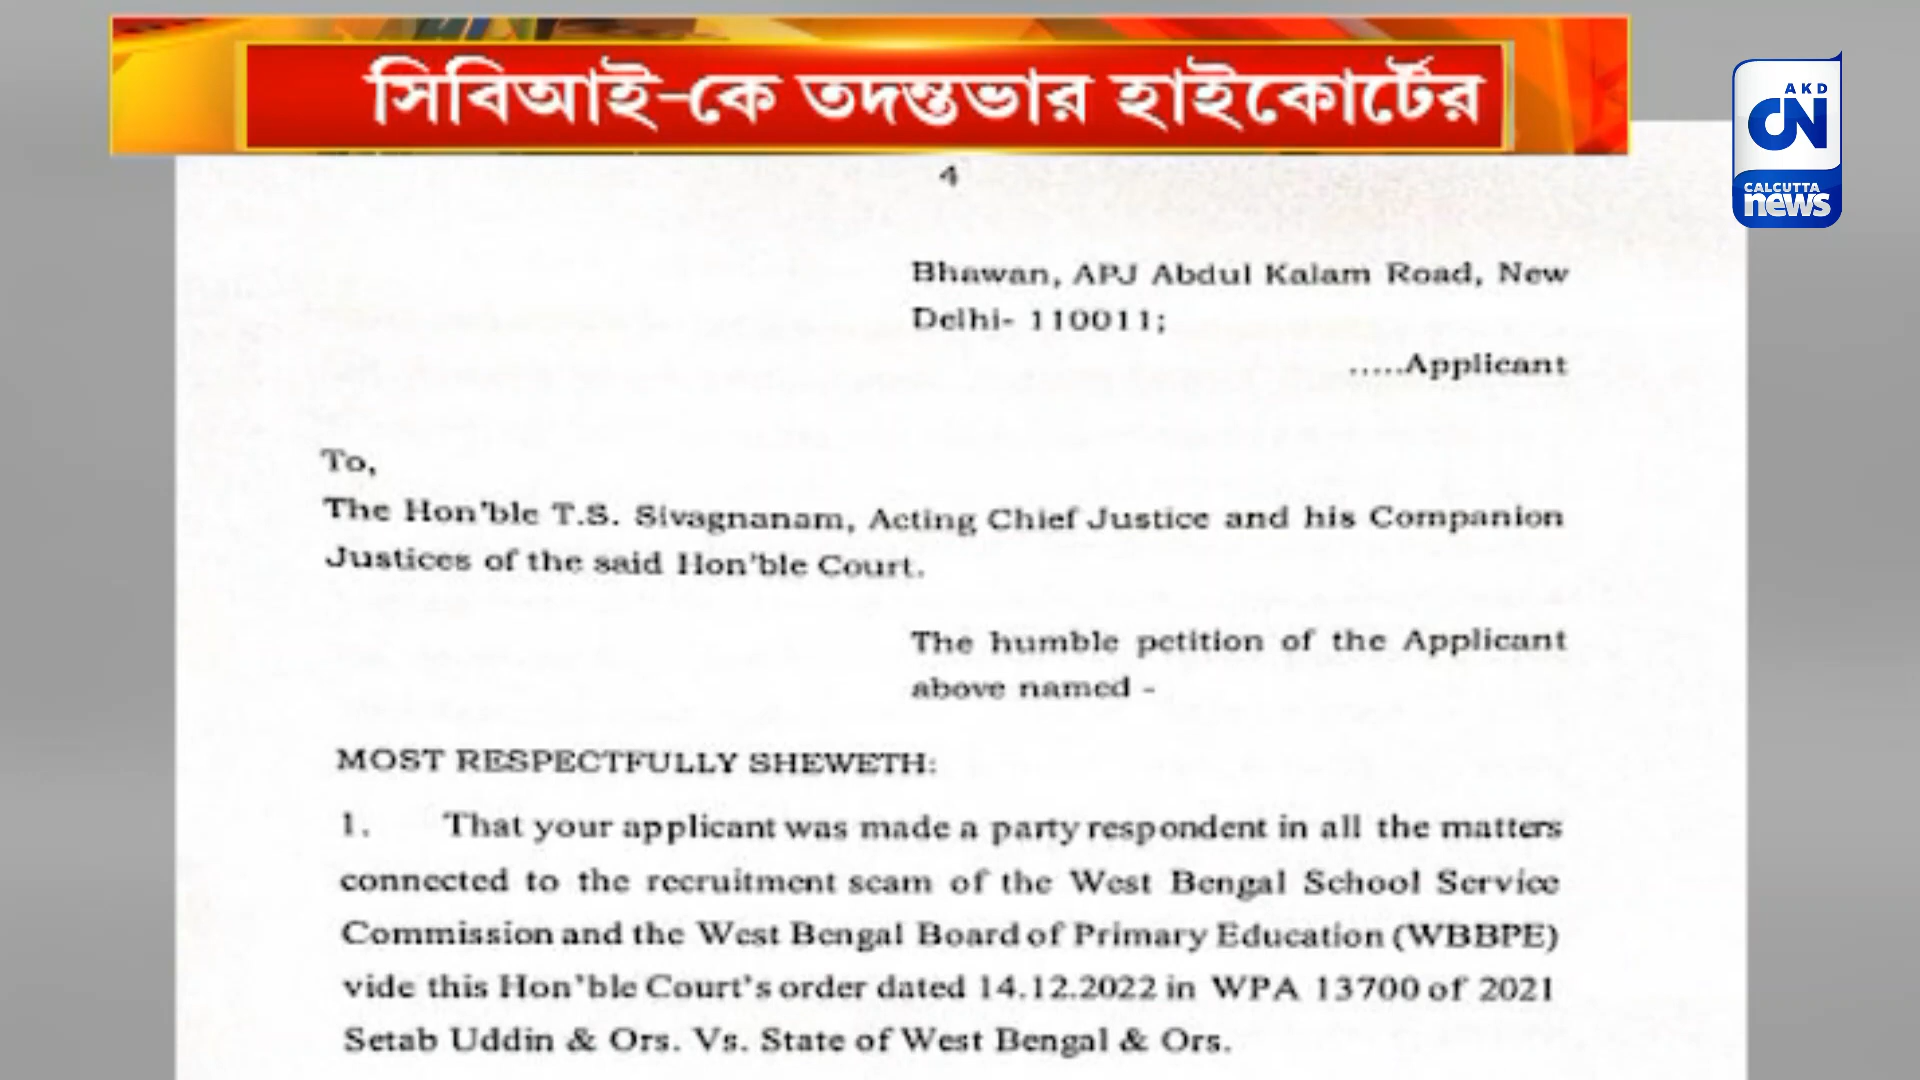 সিবিআই-কে তদন্তভার হাইকোর্টের
AKD
CN
CALCUTTA
news
4
Bhawan, APJ Abdul Kalam Road, New
Delhi- 110011;
.....Applicant
To,
The Hon'ble T.S. Sivagnanam, Acting Chief Justice and his Companion
Justices of the said Hon'ble Court.
The humble petition of the Applicant
above named -
MOST RESPECTFULLY SHEWETH:
1. That your applicant was made a party respondent in all the matters
connected to the recruitment scam of the West Bengal School Service
Commission and the West Bengal Board of Primary Education (WBBPE)
vide this Hon'ble Court's order dated 14.12.2022 in WPA 13700 of 2021
Setab Uddin & Ors. Vs. State of West Bengal & Ors.